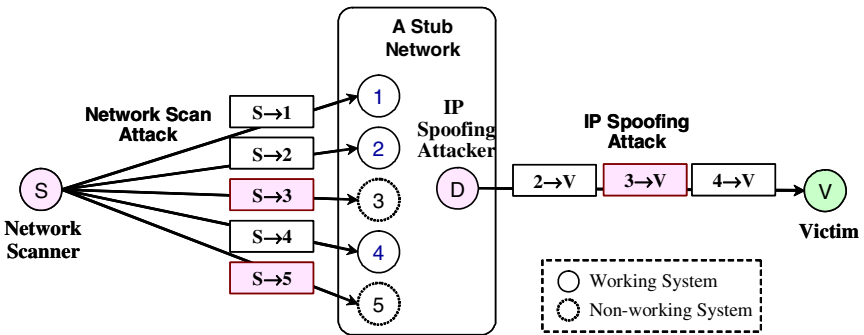 A Stub
Network
Network Scan
Attack
S→1
S→2
S→3
S→4
S→5
S
Network
Scanner
1
2
3
4
5
IP
Spoofing
Attacker
D
IP Spoofing
Attack
2→V
3→V
4→V
V
Victim
Working System
Non-working System